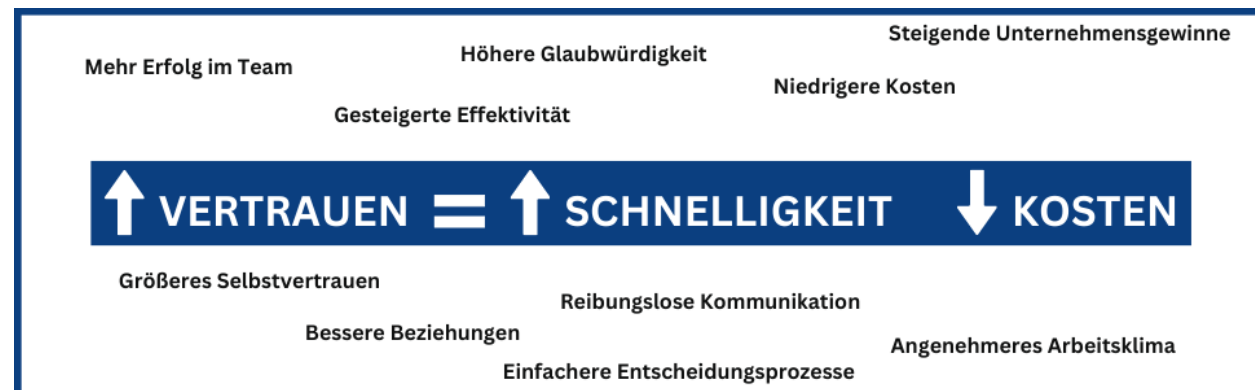 Steigende Unternehmensgewinne
Höhere Glaubwürdigkeit
Mehr Erfolg im Team
Niedrigere Kosten
Gesteigerte Effektivität
VERTRAUEN = SCHNELLIGKEIT KOSTEN
Größeres Selbstvertrauen
Reibungslose Kommunikation
Bessere Beziehungen
Angenehmeres Arbeitsklima
Einfachere Entscheidungsprozesse